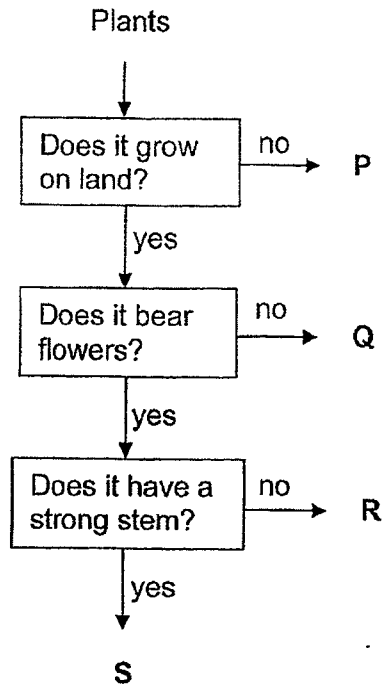 Plants
Does it grow
on land?
no
P
yes
Does it bear
flowers?
no
Q
yes
Does it have a
strong stem?
no
R
yes
S